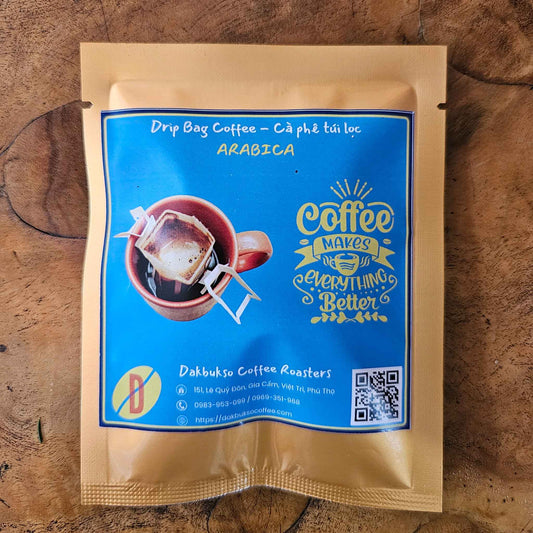 Drip Bag Coffee – Cà phê túi lọc
ARABICA
Coffee
MAKES
EVERYTHING
Better
Dakbukso Coffee Roasters
151, Lê Quý Đôn, Gia Cẩm, Việt Trì, Phú Thọ
0983-953-099 / 0969-361-988
https://dakbuksocoffee.com
D